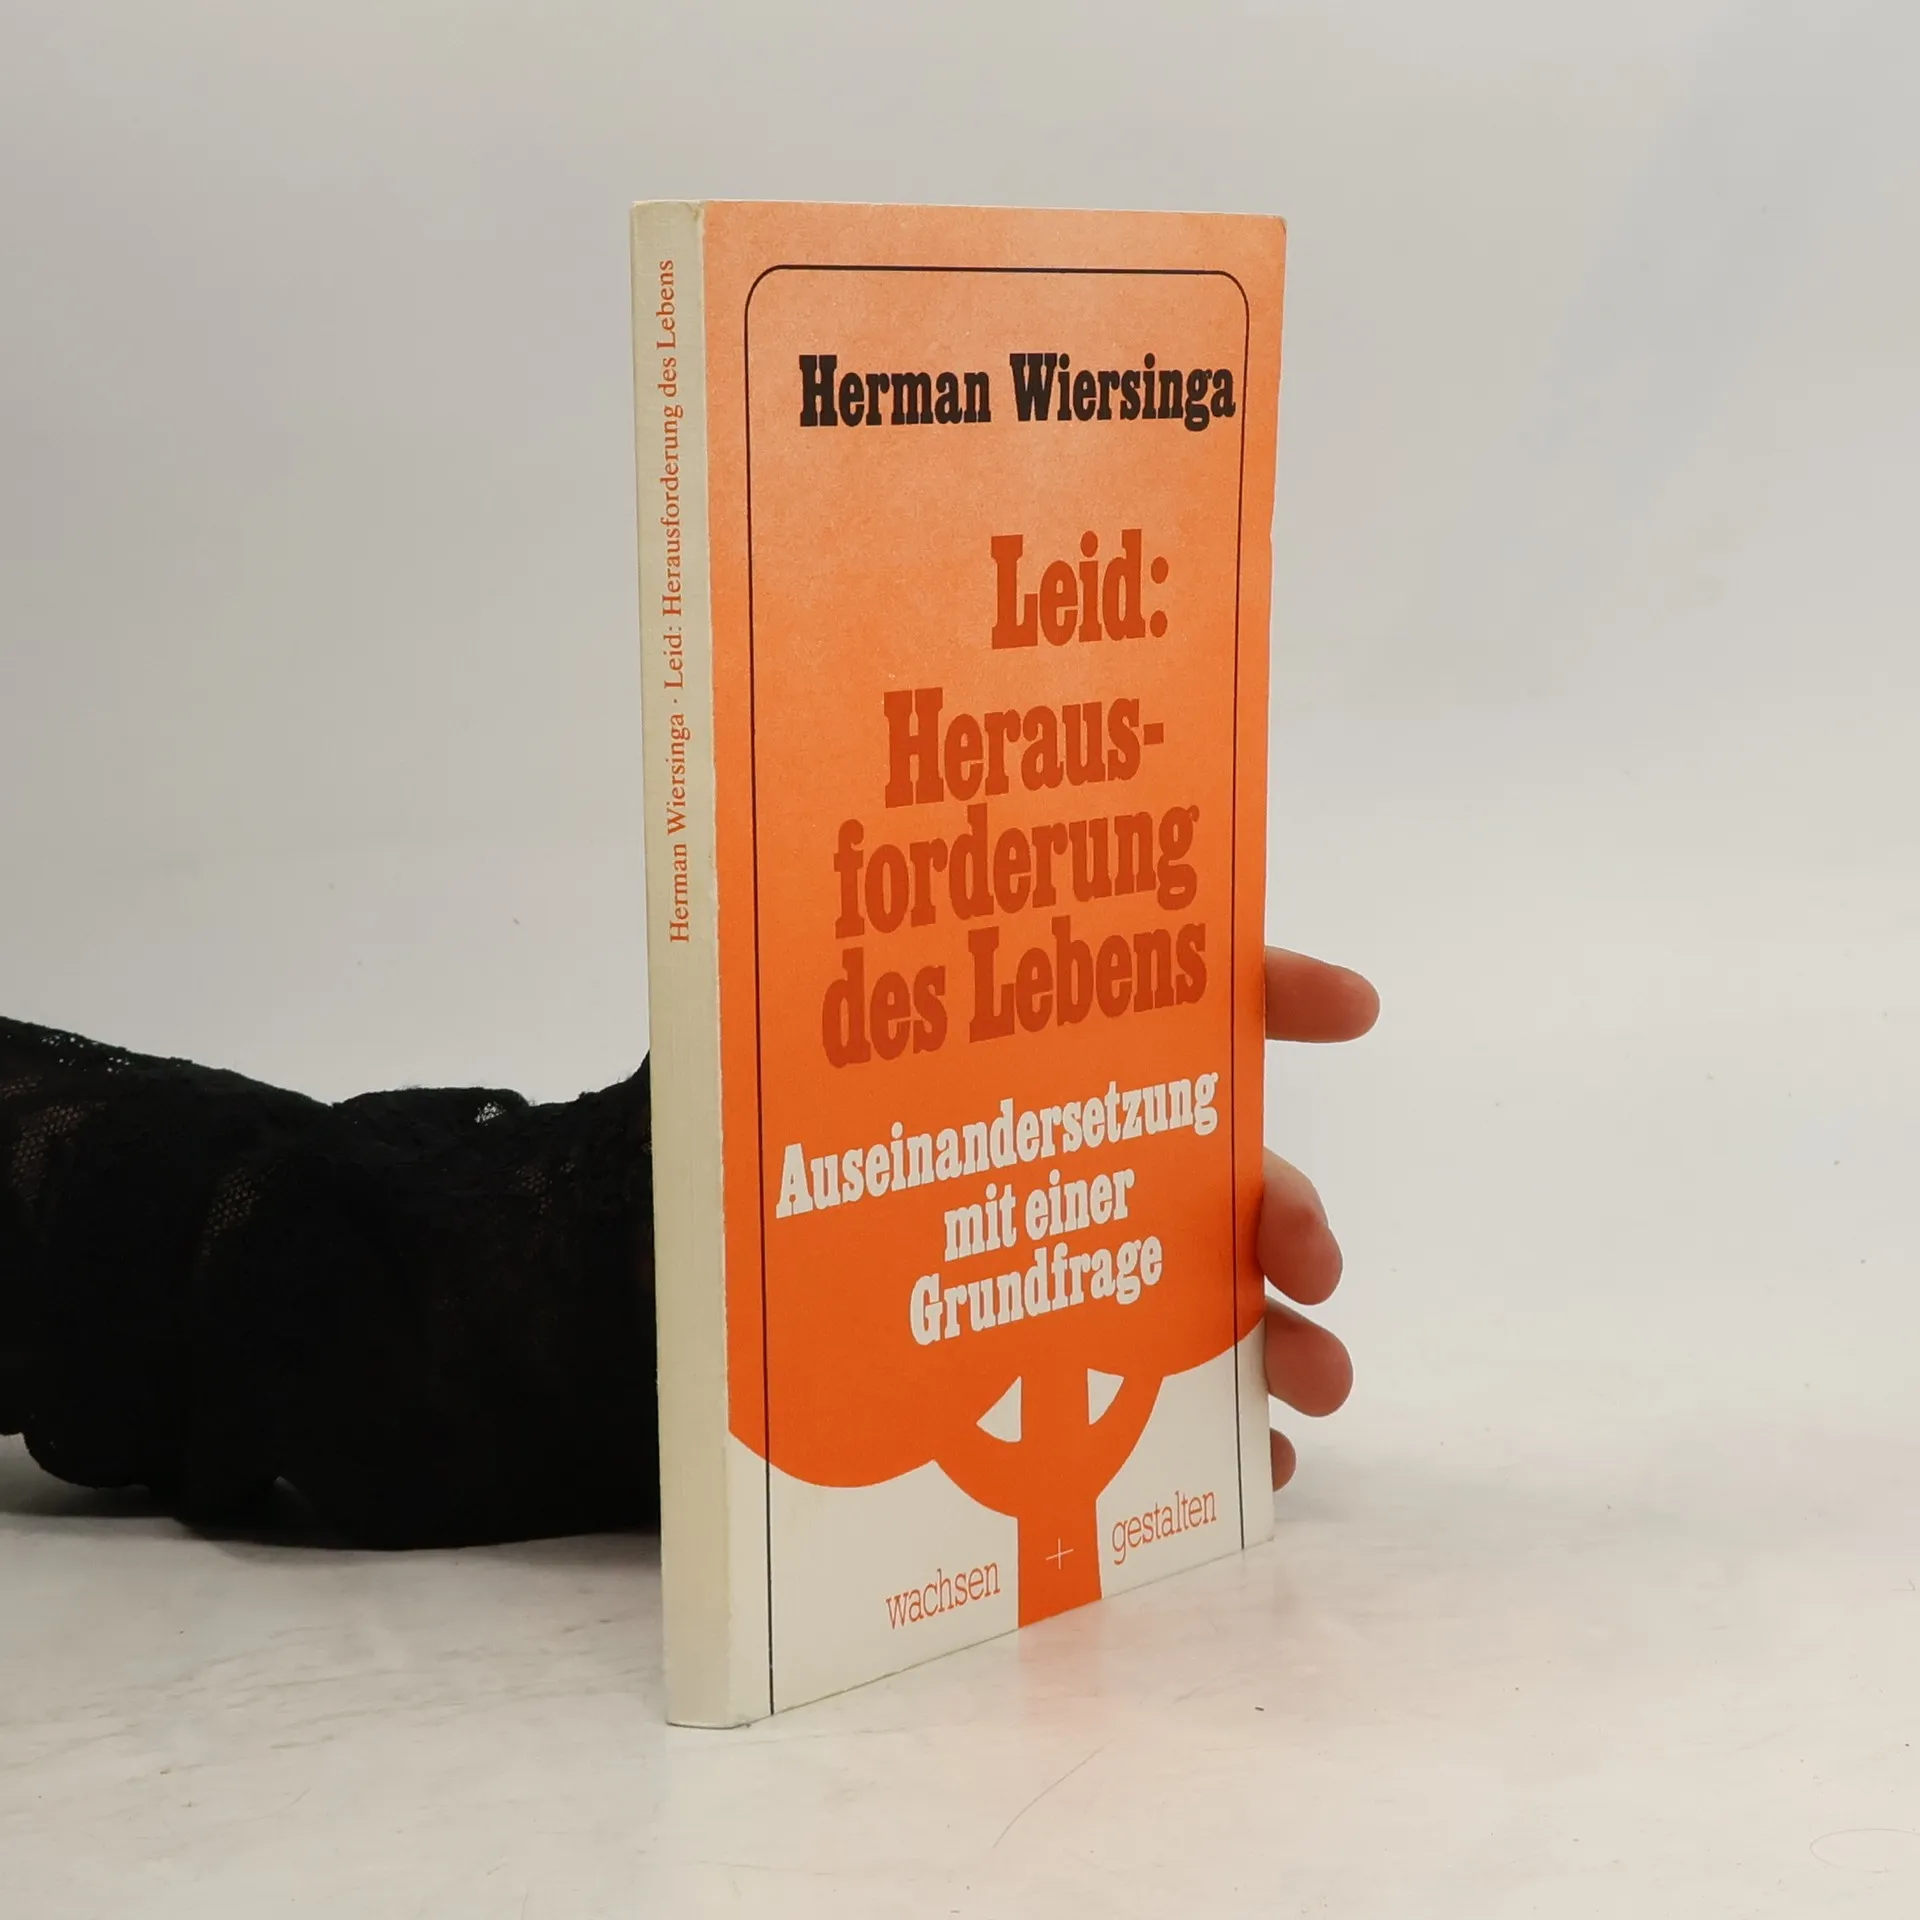 Herman Wiersinga · Leid: Herausforderung des Lebens
Herman Wiersinga
Leid:
Heraus-
forderung
des Lebens
Auseinandersetzung
mit einer
Grundfrage
wachsen + gestalten